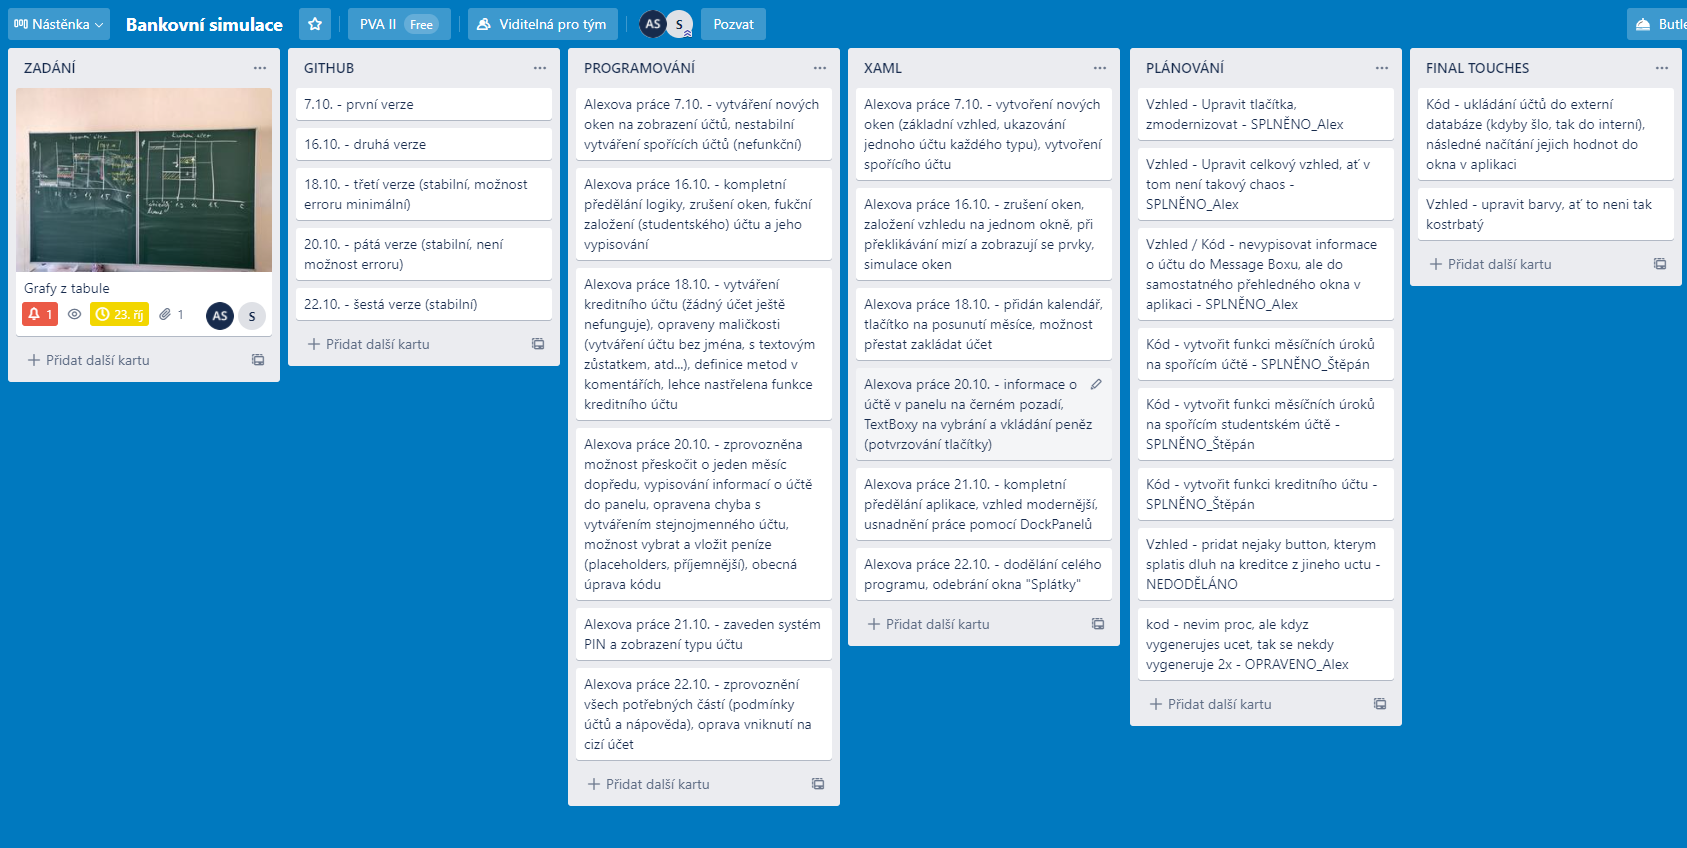 Nástěnka
Bankovní simulace
PVA II Free
Viditelná pro tým
AS
S
Pozvat
ZADÁNÍ
Grafy z tabule
1
23. říj
1
AS
S
Přidat další kartu
GITHUB
7.10. - první verze
16.10. - druhá verze
18.10. - třetí verze (stabilní, možnost
erroru minimální)
20.10. - pátá verze (stabilní, není
možnost erroru)
22.10. - šestá verze (stabilní)
Přidat další kartu
PROGRAMOVÁNÍ
Alexova práce 7.10. - vytváření nových
oken na zobrazení účtů, nestabilní
vytváření spořících účtů (nefunkční)
Alexova práce 16.10. - kompletní
předělání logiky, zrušení oken, fukční
založení (studentského) účtu a jeho
vypisování
Alexova práce 18.10. - vytváření
kreditního účtu (žádný účet ještě
nefunguje), opraveny maličkosti
(vytváření účtu bez jména, s textovým
zůstatkem, atd...), definice metod v
komentářích, lehce nastřelena funkce
kreditního účtu
Alexova práce 20.10. - zprovozněna
možnost přeskočit o jeden měsíc
dopředu, vypisování informací o účtě
do panelu, opravena chyba s
vytvářením stejnojmenného účtu,
možnost vybrat a vložit peníze
(placeholders, příjemnější), obecná
úprava kódu
Alexova práce 21.10. - zaveden systém
PIN a zobrazení typu účtu
Alexova práce 22.10. - zprovoznění
všech potřebných částí (podmínky
účtů a nápověda), oprava vniknutí na
cizí účet
Přidat další kartu
XAML
Alexova práce 7.10. - vytvoření nových
oken (základní vzhled, ukazování
jednoho účtu každého typu), vytvoření
spořícího účtu
Alexova práce 16.10. - zrušení oken,
založení vzhledu na jednom okně, při
překlikávání mizí a zobrazují se prvky,
simulace oken
Alexova práce 18.10. - přidán kalendář,
tlačítko na posunutí měsíce, možnost
přestat zakládat účet
Alexova práce 20.10. - informace o
účtě v panelu na černém pozadí,
TextBoxy na vybrání a vkládání peněz
(potvrzování tlačítky)
Alexova práce 21.10. - kompletní
předělání aplikace, vzhled modernější,
usnadnění práce pomocí DockPanelů
Alexova práce 22.10. - dodělání celého
programu, odebrání okna "Splátky"
Přidat další kartu
PLÁNOVÁNÍ
Vzhled - Upravit tlačítka,
zmodernizovat - SPLNĚNO_Alex
Vzhled - Upravit celkový vzhled, ať v
tom není takový chaos -
SPLNĚNO_Alex
Vzhled / Kód - nevypisovat informace
o účtu do Message Boxu, ale do
samostatného přehledného okna v
aplikaci - SPLNĚNO_Alex
Kód - vytvořit funkci měsíčních úroků
na spořícím účtě - SPLNĚNO_Štěpán
Kód - vytvořit funkci měsíčních úroků
na spořícím studentském účtě -
SPLNĚNO_Štěpán
Kód - vytvořit funkci kreditního účtu -
SPLNĚNO_Štěpán
Vzhled - pridat nejaky button, kterym
splatis dluh na kreditce z jineho uctu -
NEDODĚLÁNO
kod - nevim proc, ale kdyz
vygenerujes ucet, tak se nekdy
vygeneruje 2x - OPRAVENO_Alex
Přidat další kartu
FINAL TOUCHES
Kód - ukládání účtů do externí
databáze (kdyby šlo, tak do interní),
následné načítání jejich hodnot do
okna v aplikaci
Vzhled - upravit barvy, ať to neni tak
kostrbatý
Přidat další kartu
Butle